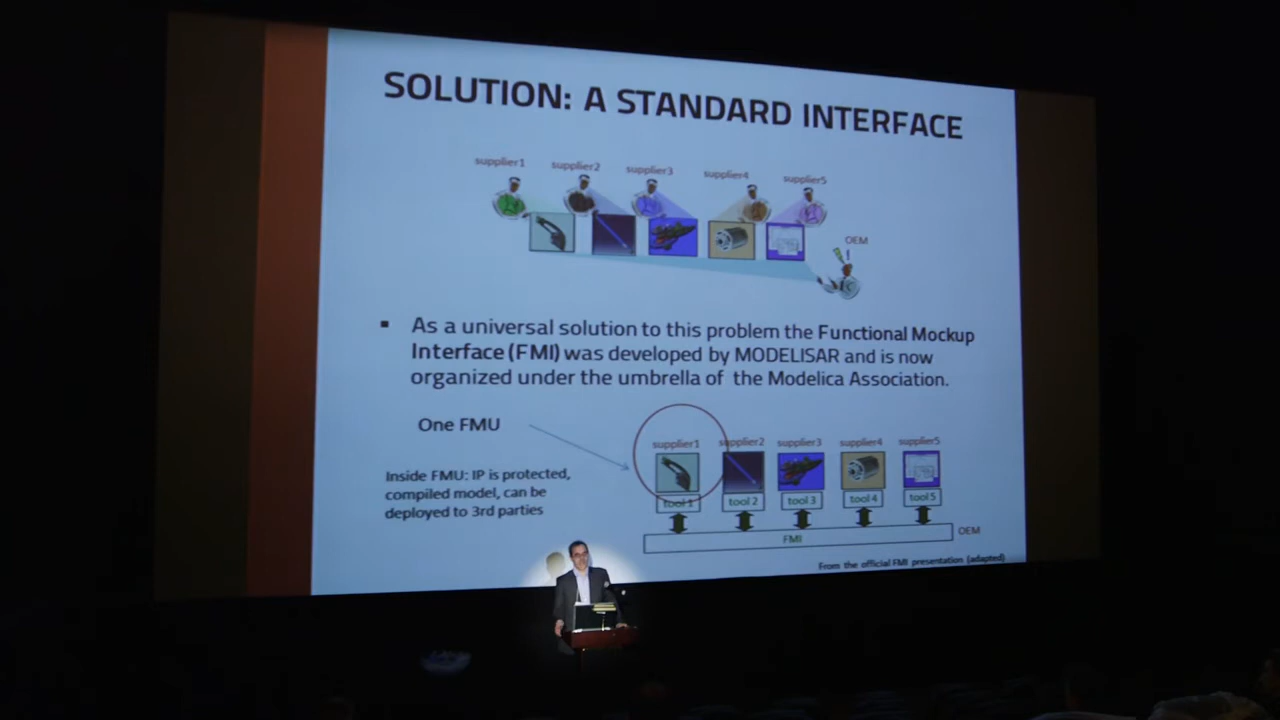 SOLUTION: A STANDARD INTERFACE
supplier1 supplier2 supplier3 supplier4 supplier5
OEM
▪ As a universal solution to this problem the Functional Mockup
Interface (FMI) was developed by MODELISAR and is now
organized under the umbrella of the Modelica Association.
One FMU
supplier1 supplier2 supplier3 supplier4 supplier5
Inside FMU: IP is protected,
compiled model, can be
deployed to 3rd parties
tool 1 tool 2 tool 3 tool 4 tool 5
FMI
OEM
From the official FMI presentation (adapted)